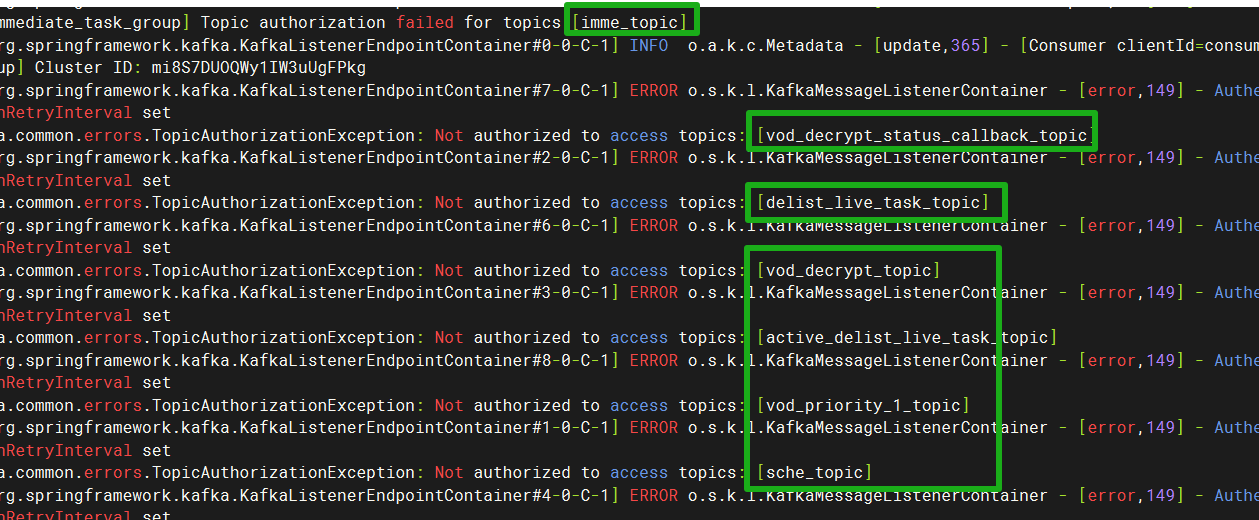 mmediate_task_group] Topic authorization failed for topics [imme_topic]
rg.springframework.kafka.KafkaListenerEndpointContainer#0-0-C-1] INFO  o.a.k.c.Metadata - [update,365] - [Consumer clientId=consum
up] Cluster ID: mi8S7DUOQWy1IW3uUgFPkg
rg.springframework.kafka.KafkaListenerEndpointContainer#7-0-C-1] ERROR o.s.k.l.KafkaMessageListenerContainer - [error,149] - Authe
nRetryInterval set
a.common.errors.TopicAuthorizationException: Not authorized to access topics: [vod_decrypt_status_callback_topic]
rg.springframework.kafka.KafkaListenerEndpointContainer#2-0-C-1] ERROR o.s.k.l.KafkaMessageListenerContainer - [error,149] - Authe
nRetryInterval set
a.common.errors.TopicAuthorizationException: Not authorized to access topics: [delist_live_task_topic]
rg.springframework.kafka.KafkaListenerEndpointContainer#6-0-C-1] ERROR o.s.k.l.KafkaMessageListenerContainer - [error,149] - Authe
nRetryInterval set
a.common.errors.TopicAuthorizationException: Not authorized to access topics: [vod_decrypt_topic]
rg.springframework.kafka.KafkaListenerEndpointContainer#3-0-C-1] ERROR o.s.k.l.KafkaMessageListenerContainer - [error,149] - Authe
nRetryInterval set
a.common.errors.TopicAuthorizationException: Not authorized to access topics: [active_delist_live_task_topic]
rg.springframework.kafka.KafkaListenerEndpointContainer#8-0-C-1] ERROR o.s.k.l.KafkaMessageListenerContainer - [error,149] - Authe
nRetryInterval set
a.common.errors.TopicAuthorizationException: Not authorized to access topics: [vod_priority_1_topic]
rg.springframework.kafka.KafkaListenerEndpointContainer#1-0-C-1] ERROR o.s.k.l.KafkaMessageListenerContainer - [error,149] - Authe
nRetryInterval set
a.common.errors.TopicAuthorizationException: Not authorized to access topics: [sche_topic]
rg.springframework.kafka.KafkaListenerEndpointContainer#4-0-C-1] ERROR o.s.k.l.KafkaMessageListenerContainer - [error,149] - Authe
nRetryInterval set